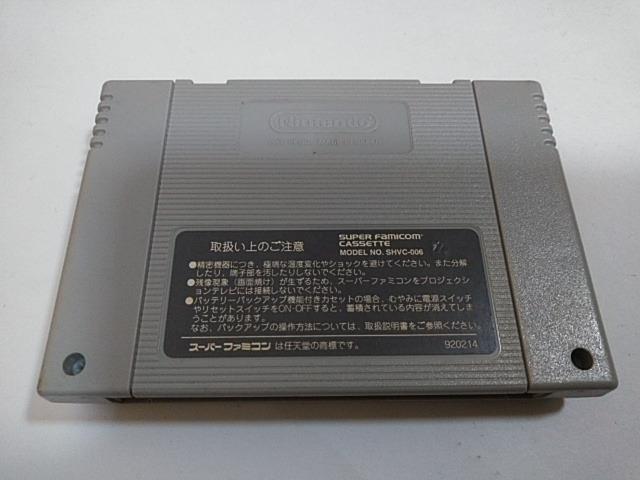 Nintendo
取扱い上のご注意
SUPER FAMICOM
CASSETTE
MODEL NO. SHVC-006
●精密機器につき、極端な温度変化やショックを避けてください。また分解
したり、端子部を汚したりしないでください。
●残像現象(画面焼け)が生ずるため、スーパーファミコンをプロジェクショ
ンテレビには接続しないでください。
●バッテリーバックアップ機能付きカセットの場合、むやみに電源スイッチ
やリセットスイッチをON・OFFすると、蓄積されている内容が消えてしま
うことがあります。
なお、バックアップの操作方法については、取扱説明書をご参照ください。
スーパーファミコン は任天堂の商標です。
920214